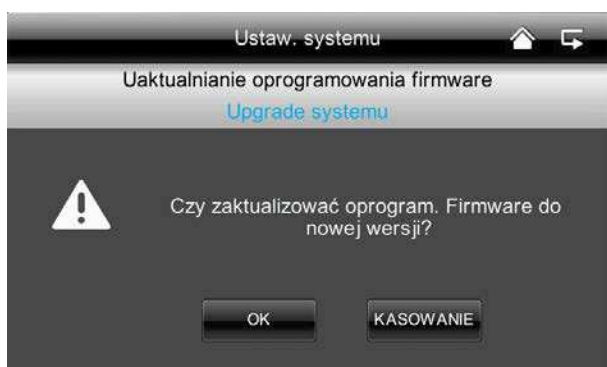 Ustaw. systemu
Uaktualnianie oprogramowania firmware
Upgrade systemu
Czy zaktualizować oprogram. Firmware do
nowej wersji?
OK
KASOWANIE